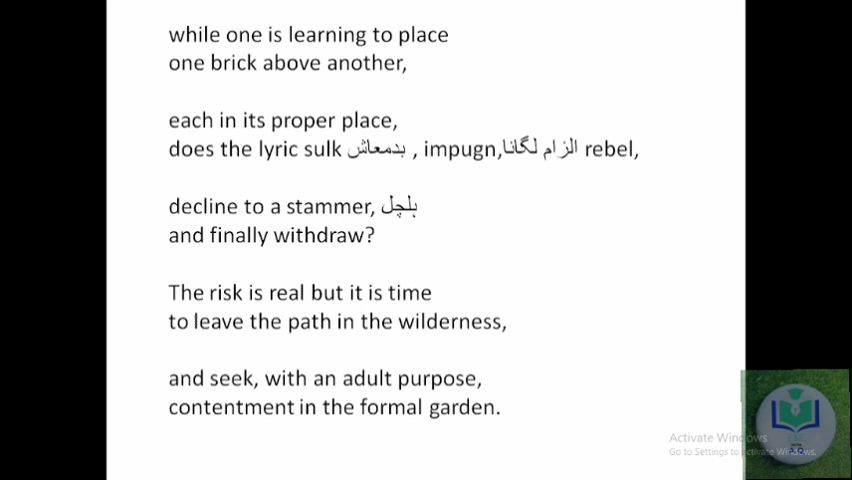 while one is learning to place
one brick above another,
each in its proper place,
does the lyric sulk بدمعاش , impugn,الزام لگانا rebel,
decline to a stammer, ہلچل
and finally withdraw?
The risk is real but it is time
to leave the path in the wilderness,
and seek, with an adult purpose,
contentment in the formal garden.
Activate Windows
Go to Settings to activate Windows.